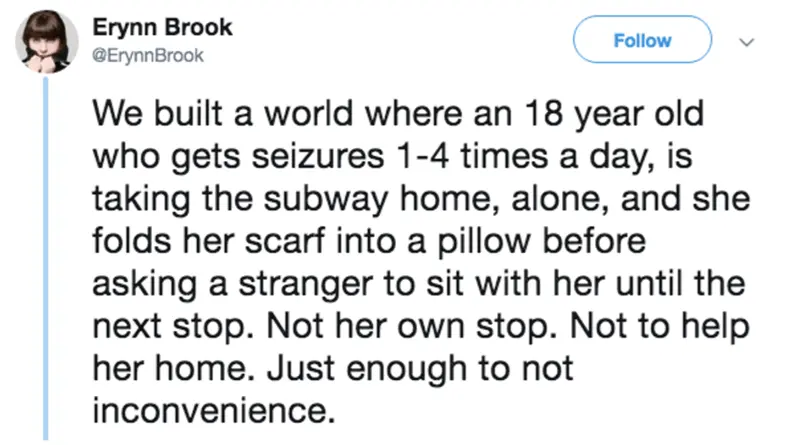 Erynn Brook
@ErynnBrook
Follow
We built a world where an 18 year old
who gets seizures 1-4 times a day, is
taking the subway home, alone, and she
folds her scarf into a pillow before
asking a stranger to sit with her until the
next stop. Not her own stop. Not to help
her home. Just enough to not
inconvenience.